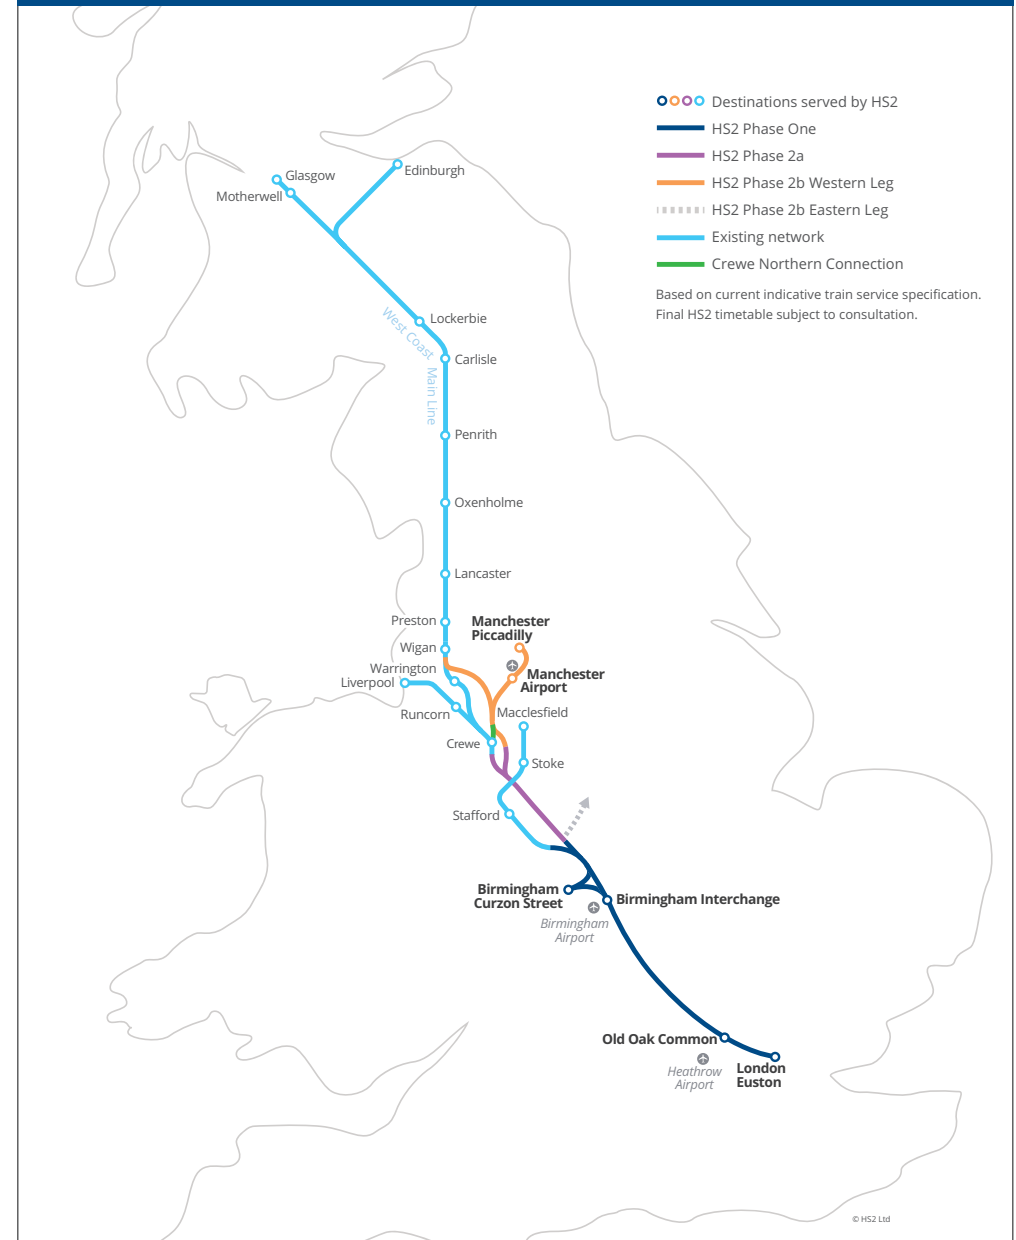 Destinations served by HS2
HS2 Phase One
HS2 Phase 2a
HS2 Phase 2b Western Leg
HS2 Phase 2b Eastern Leg
Existing network
Crewe Northern Connection
Based on current indicative train service specification.
Final HS2 timetable subject to consultation.
Glasgow
Edinburgh
Motherwell
Lockerbie
West Coast
Main Line
Carlisle
Penrith
Oxenholme
Lancaster
Preston
Manchester
Piccadilly
Wigan
Warrington
Liverpool
Manchester
Airport
Runcorn
Macclesfield
Crewe
Stoke
Stafford
Birmingham
Curzon Street
Birmingham Interchange
Birmingham
Airport
Old Oak Common
Heathrow
Airport
London
Euston
© HS2 Ltd